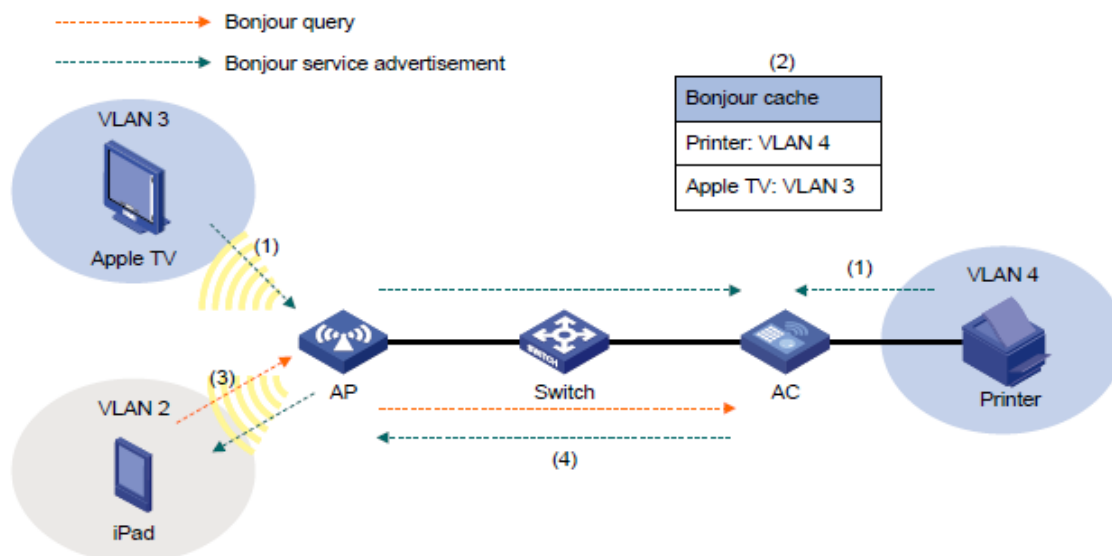 Bonjour query
Bonjour service advertisement
(2)
Bonjour cache
Printer: VLAN 4
Apple TV: VLAN 3
VLAN 3
Apple TV
(1)
(1)
VLAN 4
Printer
AP
Switch
SWITCH
AC
(3)
VLAN 2
iPad
(4)